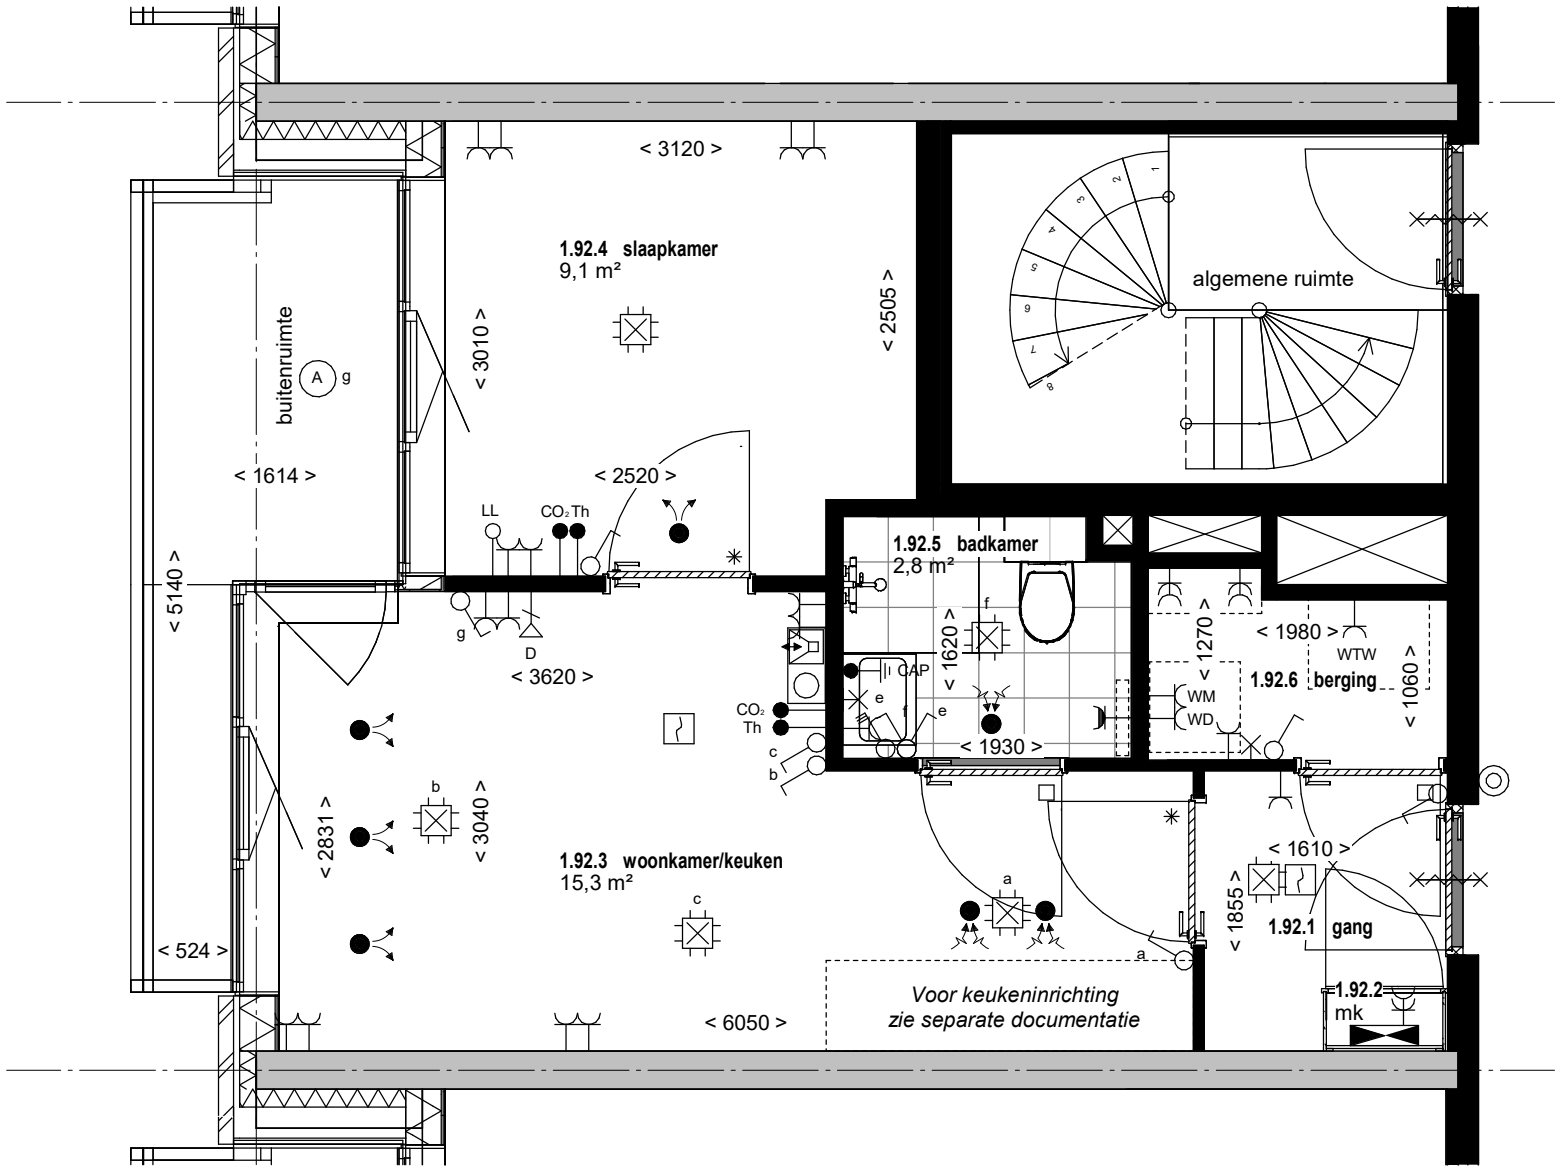 < 3120 >
1.92.4 slaapkamer
9,1 m²
< 2505 >
< 3010 >
buitenruimte
A g
< 1614 >
< 2520 >
LL
CO₂ Th
< 5140 >
1
2
3
4
5
6
7
8
algemene ruimte
1.92.5 badkamer
2,8 m²
f
< 1620 >
CAP
e
f
e
< 1930 >
< 1270 >
< 1980 >
WTW
1.92.6 berging
< 1060 >
WM
WD
g
D
< 3620 >
CO₂
Th
c
b
b
< 2831 >
< 3040 >
1.92.3 woonkamer/keuken
15,3 m²
c
a
a
< 524 >
< 6050 >
Voor keukeninrichting
zie separate documentatie
< 1610 >
< 1855 >
1.92.1 gang
1.92.2
mk